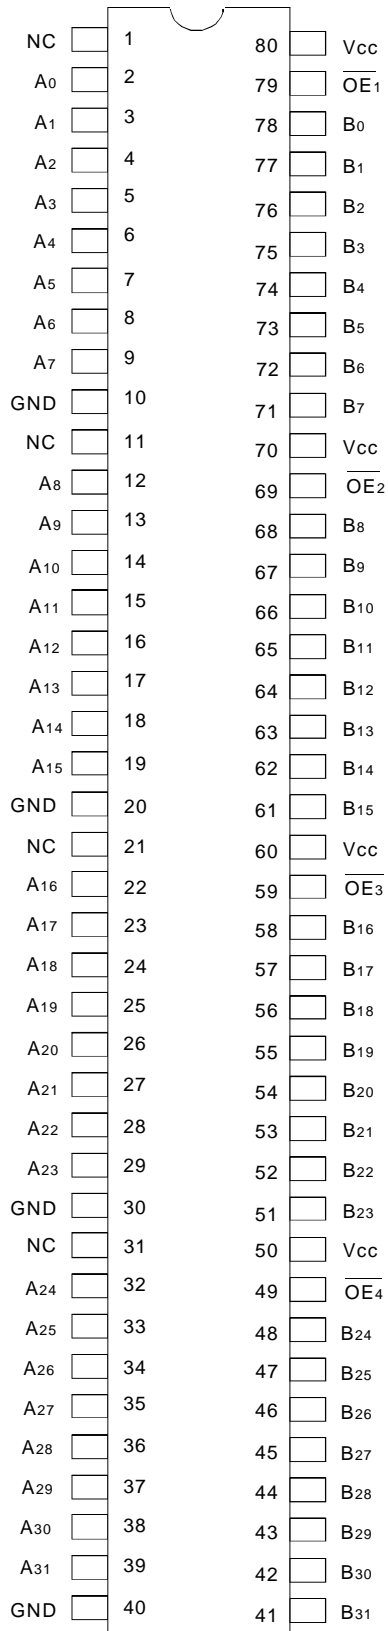 NC 1 80 Vcc
A0 2 79 OE1
A1 3 78 B0
A2 4 77 B1
A3 5 76 B2
A4 6 75 B3
A5 7 74 B4
A6 8 73 B5
A7 9 72 B6
GND 10 71 B7
NC 11 70 Vcc
A8 12 69 OE2
A9 13 68 B8
A10 14 67 B9
A11 15 66 B10
A12 16 65 B11
A13 17 64 B12
A14 18 63 B13
A15 19 62 B14
GND 20 61 B15
NC 21 60 Vcc
A16 22 59 OE3
A17 23 58 B16
A18 24 57 B17
A19 25 56 B18
A20 26 55 B19
A21 27 54 B20
A22 28 53 B21
A23 29 52 B22
GND 30 51 B23
NC 31 50 Vcc
A24 32 49 OE4
A25 33 48 B24
A26 34 47 B25
A27 35 46 B26
A28 36 45 B27
A29 37 44 B28
A30 38 43 B29
A31 39 42 B30
GND 40 41 B31